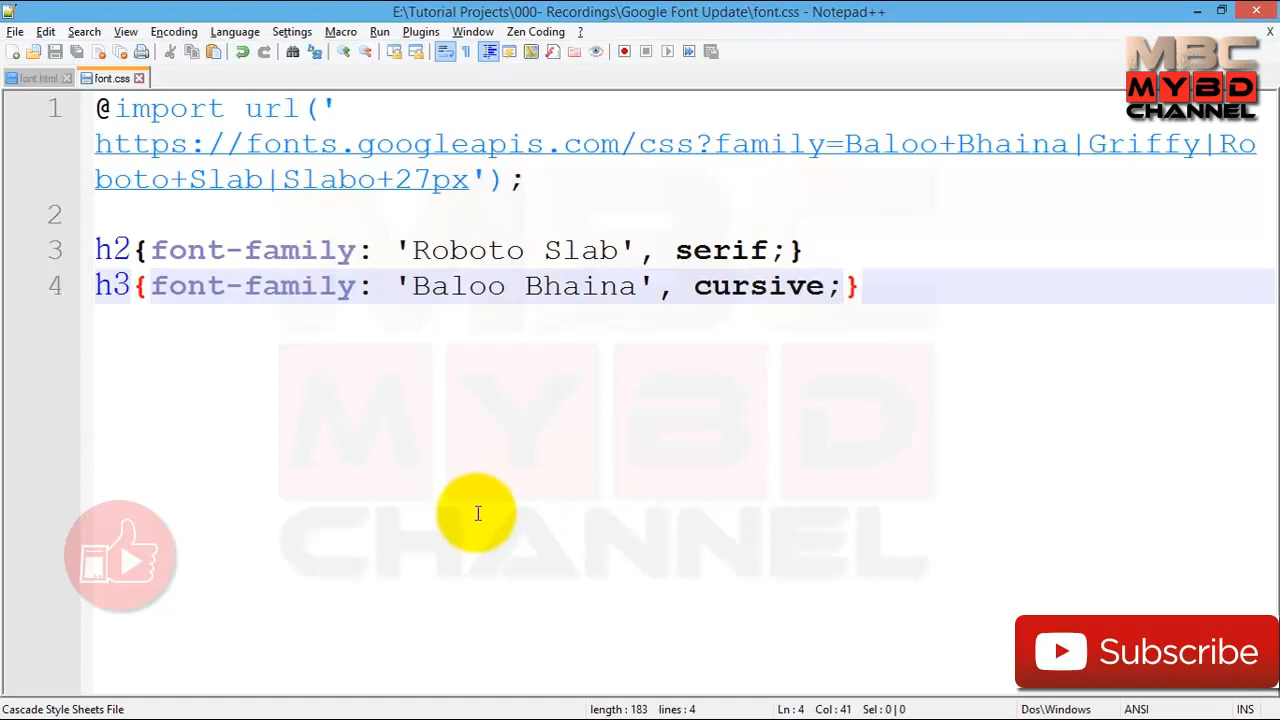 E:\Tutorial Projects\000- Recordings\Google Font Update\font.css - Notepad++
File Edit Search View Encoding Language Settings Macro Run Plugins Window Zen Coding ? X
font.html font.css
MBC
MYBD
CHANNEL
1 @import url('
https://fonts.googleapis.com/css?family=Baloo+Bhaina|Griffy|Ro
boto+Slab|Slabo+27px');
2
3 h2{font-family: 'Roboto Slab', serif;}
4 h3{font-family: 'Baloo Bhaina', cursive;}
MBC
MYBD
CHANNEL
Subscribe
Cascade Style Sheets File length : 183 lines : 4 Ln : 4 Col : 41 Sel : 0 | 0 Dos\Windows ANSI INS